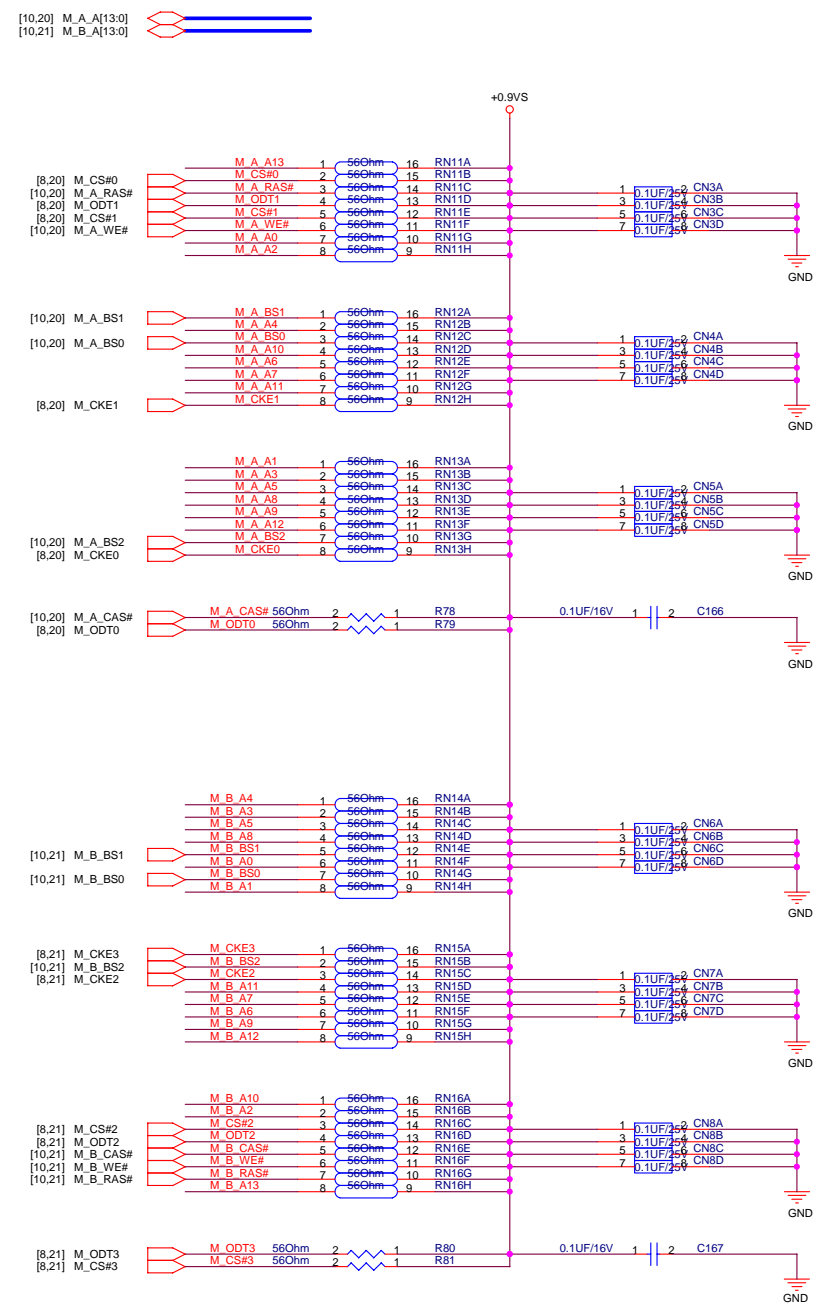 [10,20] M_A_A[13:0]
[10,21] M_B_A[13:0]
+0.9VS
M_A_A13 1 56Ohm 16 RN11A
[8,20] M_CS#0 M_CS#0 2 56Ohm 15 RN11B
[10,20] M_A_RAS# M_A_RAS# 3 56Ohm 14 RN11C 1 0.1UF/25V 2 CN3A
[8,20] M_ODT1 M_ODT1 4 56Ohm 13 RN11D 3 0.1UF/25V 4 CN3B
[8,20] M_CS#1 M_CS#1 5 56Ohm 12 RN11E 5 0.1UF/25V 6 CN3C
[10,20] M_A_WE# M_A_WE# 6 56Ohm 11 RN11F 7 0.1UF/25V 8 CN3D
M_A_A0 7 56Ohm 10 RN11G
M_A_A2 8 56Ohm 9 RN11H
GND
[10,20] M_A_BS1 M_A_BS1 1 56Ohm 16 RN12A
M_A_A4 2 56Ohm 15 RN12B
[10,20] M_A_BS0 M_A_BS0 3 56Ohm 14 RN12C 1 0.1UF/25V 2 CN4A
M_A_A10 4 56Ohm 13 RN12D 3 0.1UF/25V 4 CN4B
M_A_A6 5 56Ohm 12 RN12E 5 0.1UF/25V 6 CN4C
M_A_A7 6 56Ohm 11 RN12F 7 0.1UF/25V 8 CN4D
M_A_A11 7 56Ohm 10 RN12G
[8,20] M_CKE1 M_CKE1 8 56Ohm 9 RN12H
GND
M_A_A1 1 56Ohm 16 RN13A
M_A_A3 2 56Ohm 15 RN13B
M_A_A5 3 56Ohm 14 RN13C 1 0.1UF/25V 2 CN5A
M_A_A8 4 56Ohm 13 RN13D 3 0.1UF/25V 4 CN5B
M_A_A9 5 56Ohm 12 RN13E 5 0.1UF/25V 6 CN5C
M_A_A12 6 56Ohm 11 RN13F 7 0.1UF/25V 8 CN5D
[10,20] M_A_BS2 M_A_BS2 7 56Ohm 10 RN13G
[8,20] M_CKE0 M_CKE0 8 56Ohm 9 RN13H
GND
[10,20] M_A_CAS# M_A_CAS# 56Ohm 2 1 R78 0.1UF/16V 1 2 C166
[8,20] M_ODT0 M_ODT0 56Ohm 2 1 R79
GND
M_B_A4 1 56Ohm 16 RN14A
M_B_A3 2 56Ohm 15 RN14B
M_B_A5 3 56Ohm 14 RN14C 1 0.1UF/25V 2 CN6A
M_B_A8 4 56Ohm 13 RN14D 3 0.1UF/25V 4 CN6B
[10,21] M_B_BS1 M_B_BS1 5 56Ohm 12 RN14E 5 0.1UF/25V 6 CN6C
M_B_A0 6 56Ohm 11 RN14F 7 0.1UF/25V 8 CN6D
[10,21] M_B_BS0 M_B_BS0 7 56Ohm 10 RN14G
M_B_A1 8 56Ohm 9 RN14H
GND
[8,21] M_CKE3 M_CKE3 1 56Ohm 16 RN15A
[10,21] M_B_BS2 M_B_BS2 2 56Ohm 15 RN15B
[8,21] M_CKE2 M_CKE2 3 56Ohm 14 RN15C 1 0.1UF/25V 2 CN7A
M_B_A11 4 56Ohm 13 RN15D 3 0.1UF/25V 4 CN7B
M_B_A7 5 56Ohm 12 RN15E 5 0.1UF/25V 6 CN7C
M_B_A6 6 56Ohm 11 RN15F 7 0.1UF/25V 8 CN7D
M_B_A9 7 56Ohm 10 RN15G
M_B_A12 8 56Ohm 9 RN15H
GND
M_B_A10 1 56Ohm 16 RN16A
M_B_A2 2 56Ohm 15 RN16B
[8,21] M_CS#2 M_CS#2 3 56Ohm 14 RN16C 1 0.1UF/25V 2 CN8A
[8,21] M_ODT2 M_ODT2 4 56Ohm 13 RN16D 3 0.1UF/25V 4 CN8B
[10,21] M_B_CAS# M_B_CAS# 5 56Ohm 12 RN16E 5 0.1UF/25V 6 CN8C
[10,21] M_B_WE# M_B_WE# 6 56Ohm 11 RN16F 7 0.1UF/25V 8 CN8D
[10,21] M_B_RAS# M_B_RAS# 7 56Ohm 10 RN16G
M_B_A13 8 56Ohm 9 RN16H
GND
[8,21] M_ODT3 M_ODT3 56Ohm 2 1 R80 0.1UF/16V 1 2 C167
[8,21] M_CS#3 M_CS#3 56Ohm 2 1 R81
GND